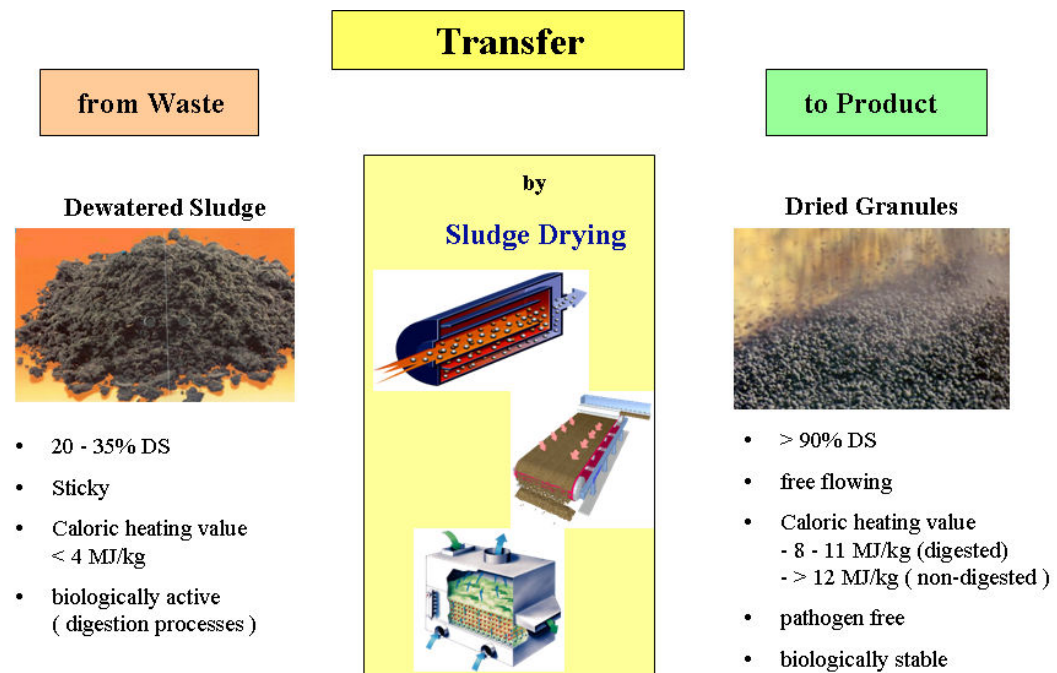 Transfer
from Waste
to Product
by
Sludge Drying
Dewatered Sludge
• 20 - 35% DS
• Sticky
• Caloric heating value
< 4 MJ/kg
• biologically active
( digestion processes )
Dried Granules
• > 90% DS
• free flowing
• Caloric heating value
- 8 - 11 MJ/kg (digested)
- > 12 MJ/kg ( non-digested )
• pathogen free
• biologically stable